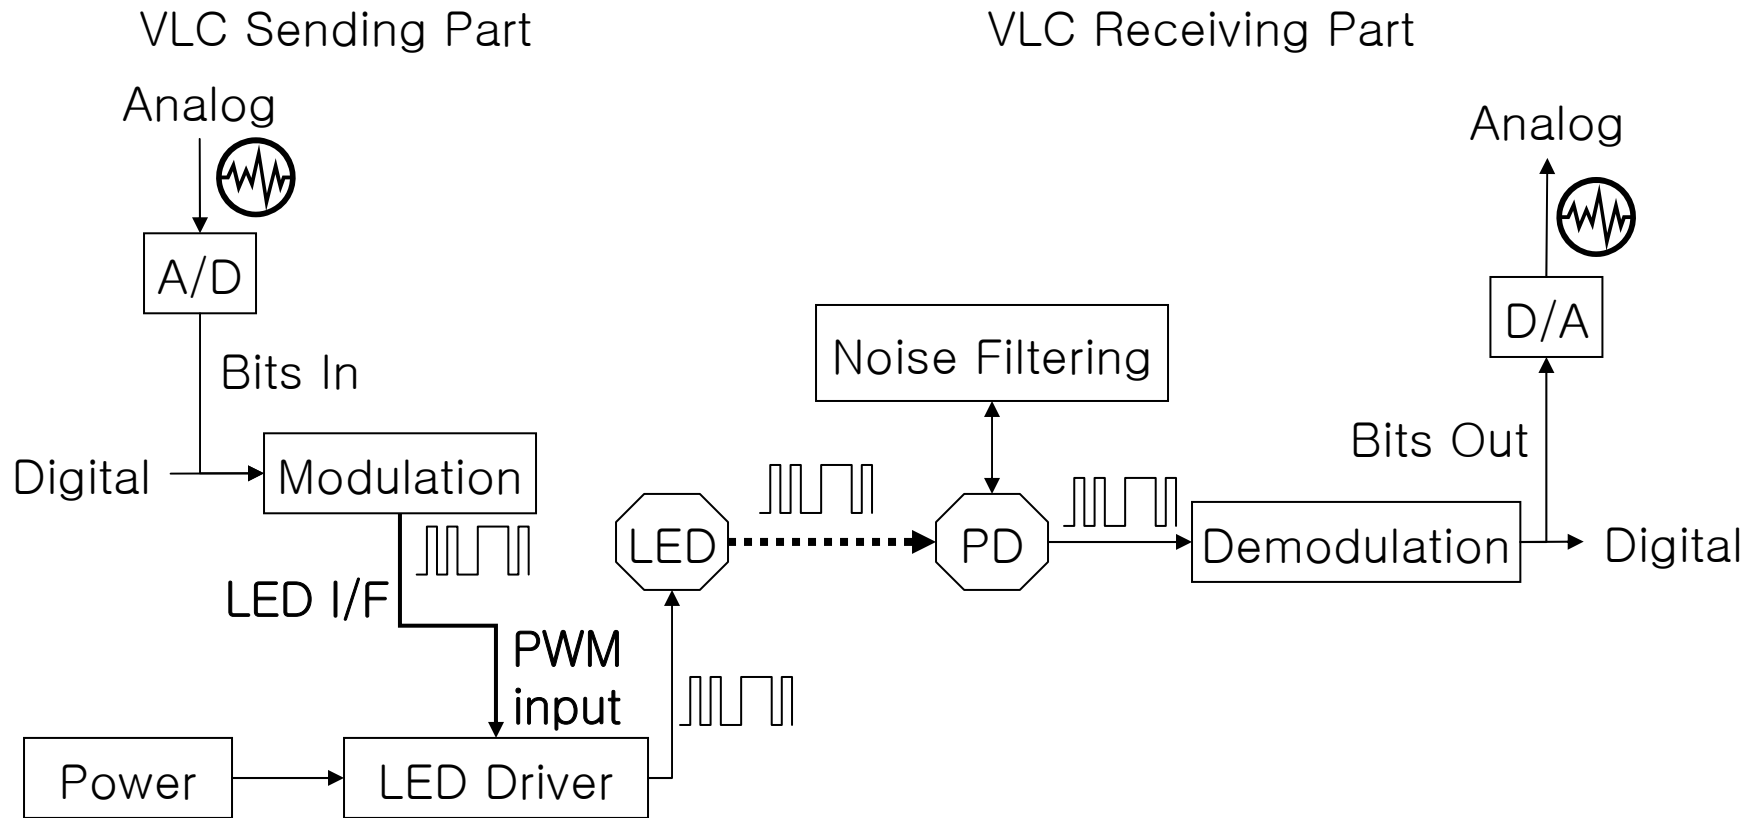 VLC Sending Part
VLC Receiving Part
Analog
Analog
A/D
D/A
Bits In
Noise Filtering
Bits Out
Digital
Modulation
LED
PD
Demodulation
Digital
LED I/F
PWM
input
Power
LED Driver